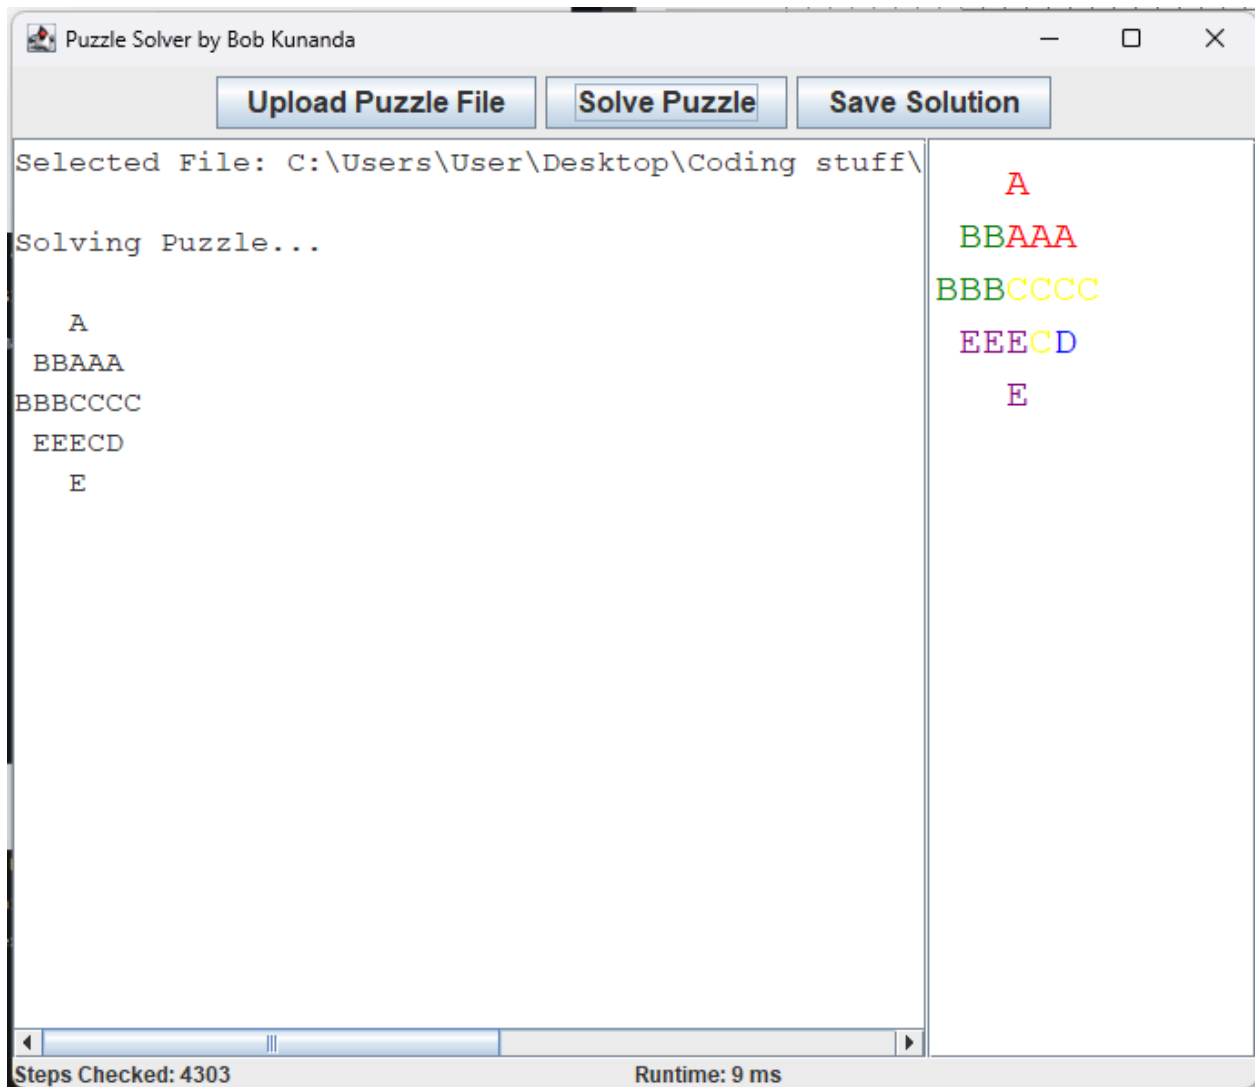 Puzzle Solver by Bob Kunanda
Upload Puzzle File Solve Puzzle Save Solution
Selected File: C:\Users\User\Desktop\Coding stuff\
Solving Puzzle...
   A
 BBAAA
BBBCCCC
 EEECD
   E
   A
 BBAAA
BBBCCCC
 EEECD
   E
Steps Checked: 4303 Runtime: 9 ms